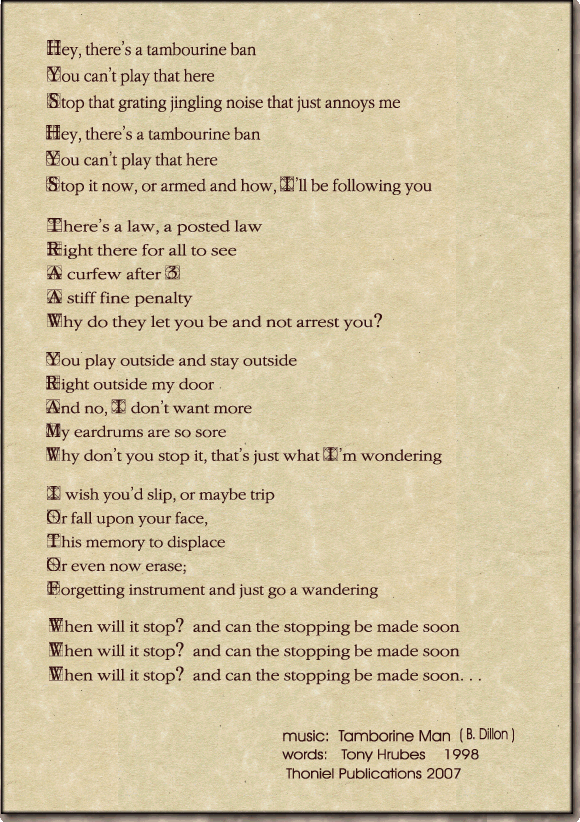 Hey, there's a tambourine ban
You can't play that here
Stop that grating jingling noise that just annoys me
Hey, there's a tambourine ban
You can't play that here
Stop it now, or armed and how, I'll be following you
There's a law, a posted law
Right there for all to see
A curfew after 3
A stiff fine penalty
Why do they let you be and not arrest you?
You play outside and stay outside
Right outside my door
And no, I don't want more
My eardrums are so sore
Why don't you stop it, that's just what I'm wondering
I wish you'd slip, or maybe trip
Or fall upon your face,
This memory to displace
Or even now erase;
Forgetting instrument and just go a wandering
When will it stop? and can the stopping be made soon
When will it stop? and can the stopping be made soon
When will it stop? and can the stopping be made soon. . .
music: Tamborine Man ( B. Dillon )
words: Tony Hrubes 1998
Thoniel Publications 2007